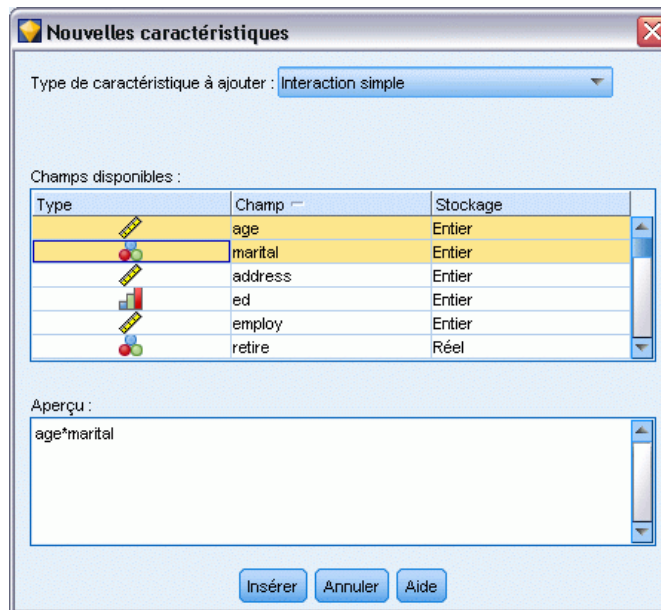 Nouvelles caractéristiques
Type de caractéristique à ajouter : Interaction simple
Champs disponibles :
Type Champ Stockage
age Entier
marital Entier
address Entier
ed Entier
employ Entier
retire Réel
Aperçu :
age*marital
Insérer Annuler Aide